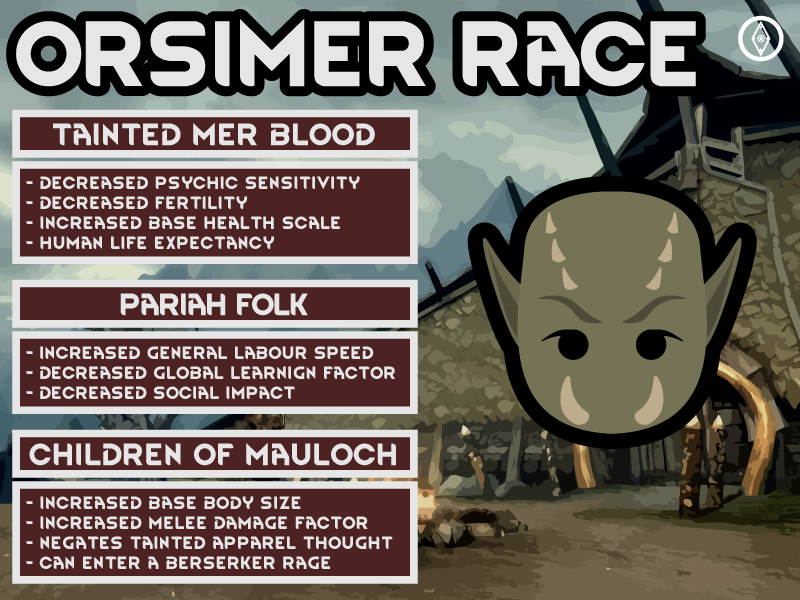 ORSIMER RACE
TAINTED MER BLOOD
- DECREASED PSYCHIC SENSITIVITY
- DECREASED FERTILITY
- INCREASED BASE HEALTH SCALE
- HUMAN LIFE EXPECTANCY
PARIAH FOLK
- INCREASED GENERAL LABOUR SPEED
- DECREASED GLOBAL LEARNIGN FACTOR
- DECREASED SOCIAL IMPACT
CHILDREN OF MAULOCH
- INCREASED BASE BODY SIZE
- INCREASED MELEE DAMAGE FACTOR
- NEGATES TAINTED APPAREL THOUGHT
- CAN ENTER A BERSERKER RAGE